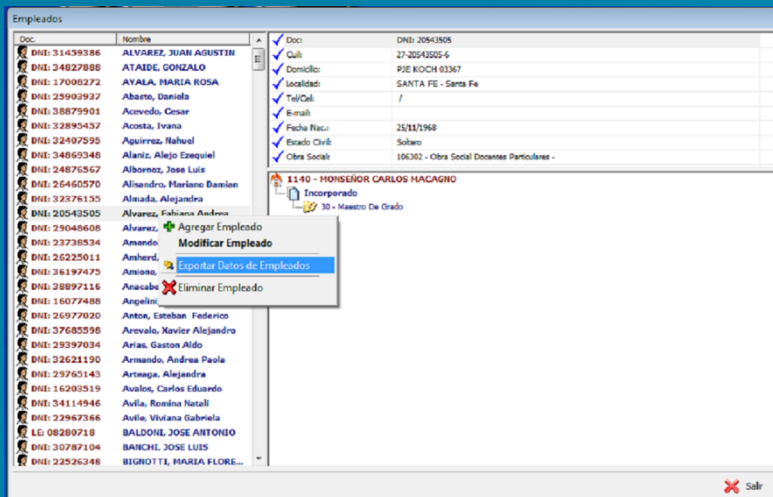 Empleados
Doc. Nombre
DNI: 31459386 ALVAREZ, JUAN AGUSTIN
DNI: 34827888 ATAIDE, GONZALO
DNI: 17008272 AYALA, MARIA ROSA
DNI: 25903937 Abasto, Daniela
DNI: 38879901 Acevedo, Cesar
DNI: 32895457 Acosta, Ivana
DNI: 32407595 Aguirrez, Nahuel
DNI: 34869348 Alaniz, Alejo Ezequiel
DNI: 24876567 Albornoz, Jose Luis
DNI: 26460570 Alisandro, Mariano Damian
DNI: 32376155 Almada, Alejandra
DNI: 20543505 Alvarez, Fabiana Andrea
DNI: 29048608 Alvarez,
DNI: 23738534 Amando
DNI: 26225011 Amherd,
DNI: 36197475 Amione,
DNI: 38897116 Anacabe
DNI: 16077488 Angelini
DNI: 26977020 Anton, Esteban Federico
DNI: 37685598 Arevalo, Xavier Alejandro
DNI: 29397034 Arias, Gaston Aldo
DNI: 32621190 Armando, Andrea Paola
DNI: 29765143 Arteaga, Alejandra
DNI: 16203519 Avalos, Carlos Eduardo
DNI: 34114946 Avila, Romina Natali
DNI: 22967366 Avile, Viviana Gabriela
LE: 08280718 BALDONI, JOSE ANTONIO
DNI: 30787104 BANCHI, JOSE LUIS
DNI: 22526348 BIGNOTTI, MARIA FLORE...
Agregar Empleado
Modificar Empleado
Exportar Datos de Empleados
Eliminar Empleado
Doc: DNI: 20543505
Cuil: 27-20543505-6
Domicilio: PJE KOCH 03367
Localidad: SANTA FE - Santa Fe
Tel/Cel: /
E-mail:
Fecha Nac.: 25/11/1968
Estado Civil: Soltero
Obra Social: 106302 - Obra Social Docentes Particulares -
1140 - MONSEÑOR CARLOS MACAGNO
Incorporado
30 - Maestro De Grado
Salir